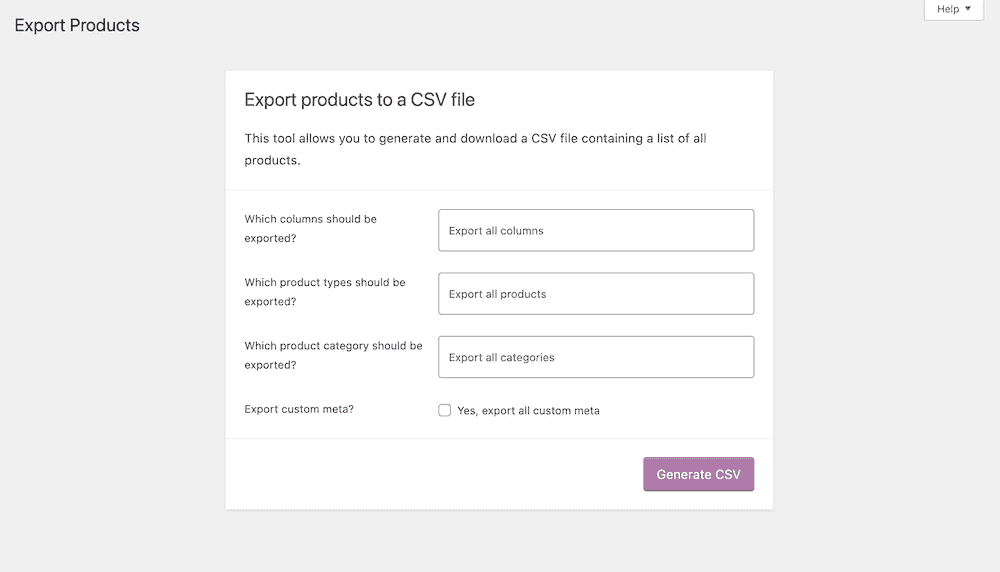 Help
Export Products
Export products to a CSV file
This tool allows you to generate and download a CSV file containing a list of all
products.
Which columns should be
exported?
Export all columns
Which product types should be
exported?
Export all products
Which product category should be
exported?
Export all categories
Export custom meta?
Yes, export all custom meta
Generate CSV